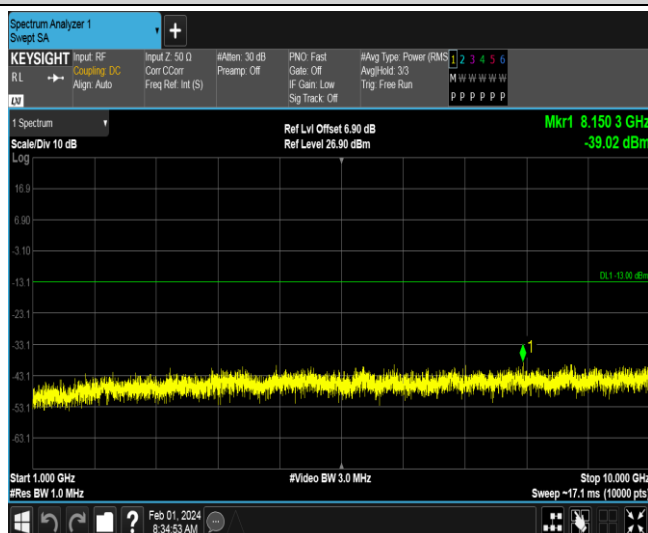 Spectrum Analyzer 1
Swept SA
KEYSIGHT
RL
LXI
Input: RF
Coupling: DC
Align: Auto
Input Z: 50 Ω
Corr CCorr
Freq Ref: Int (S)
#Atten: 30 dB
Preamp: Off
PNO: Fast
Gate: Off
IF Gain: Low
Sig Track: Off
#Avg Type: Power (RMS
Avg|Hold: 3/3
Trig: Free Run
1 2 3 4 5 6
M W W W W W
P P P P P P
1 Spectrum
Scale/Div 10 dB
Ref Lvl Offset 6.90 dB
Ref Level 26.90 dBm
Mkr1 8.150 3 GHz
-39.02 dBm
Log
16.9
6.90
-3.10
-13.1
DL1 -13.00 dBm
-23.1
-33.1
1
-43.1
-53.1
-63.1
Start 1.000 GHz
#Video BW 3.0 MHz
Stop 10.000 GHz
#Res BW 1.0 MHz
Sweep ~17.1 ms (10000 pts)
?
Feb 01, 2024
8:34:53 AM